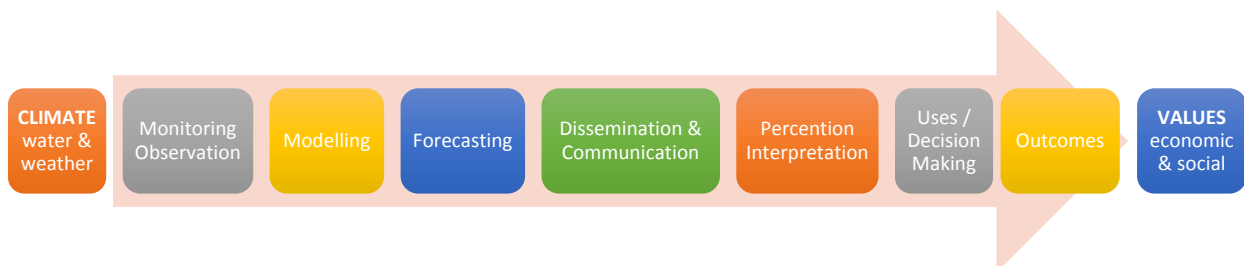 CLIMATE
water &
weather
Monitoring
Observation
Modelling
Forecasting
Dissemination &
Communication
Percention
Interpretation
Uses /
Decision
Making
Outcomes
VALUES
economic
& social